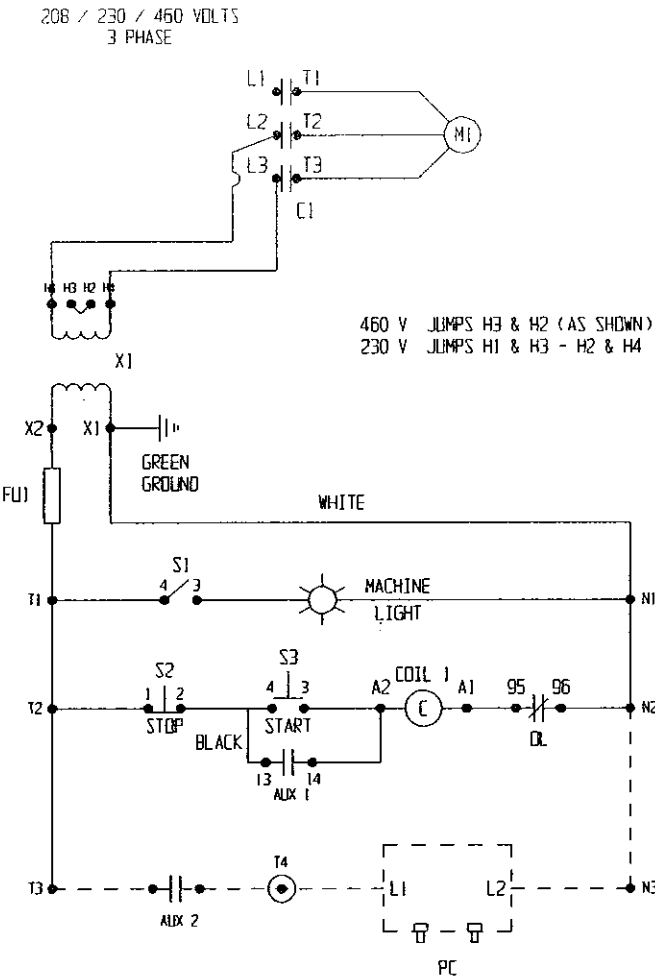 208 / 230 / 460 VOLTS
3 PHASE
L1 T1
L2 T2
M1
L3 T3
C1
H1 H3 H2 H4
460 V JUMPS H3 & H2 (AS SHOWN)
230 V JUMPS H1 & H3 - H2 & H4
X1
X2 X1
GREEN
GROUND
FU1
WHITE
S1
4 3
MACHINE
LIGHT
T1
N1
S2
1 2
STOP
S3
4 3
START
A2
COIL 1
C
A1
95 96
OL
T2
N2
BLACK
13 14
AUX 1
T3
AUX 2
T4
L1 L2
N3
PC